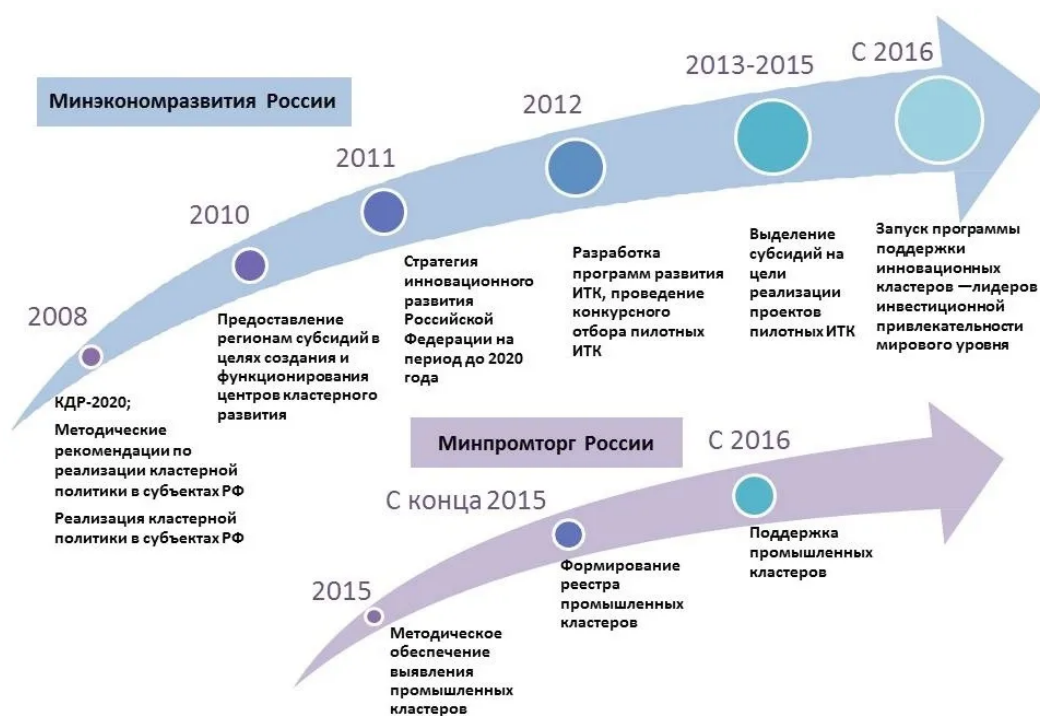 Минэкономразвития России
2008
КДР-2020;
Методические
рекомендации по
реализации кластерной
политики в субъектах РФ
Реализация кластерной
политики в субъектах РФ
2010
Предоставление
регионам субсидий в
целях создания и
функционирования
центров кластерного
развития
2011
Стратегия
инновационного
развития
Российской
Федерации на
период до 2020
года
2012
Разработка
программ развития
ИТК, проведение
конкурсного
отбора пилотных
ИТК
2013-2015
Выделение
субсидий на
цели
реализации
проектов
пилотных ИТК
С 2016
Запуск программы
поддержки
инновационных
кластеров —лидеров
инвестиционной
привлекательности
мирового уровня
Минпромторг России
2015
Методическое
обеспечение
выявления
промышленных
кластеров
С конца 2015
Формирование
реестра
промышленных
кластеров
С 2016
Поддержка
промышленных
кластеров